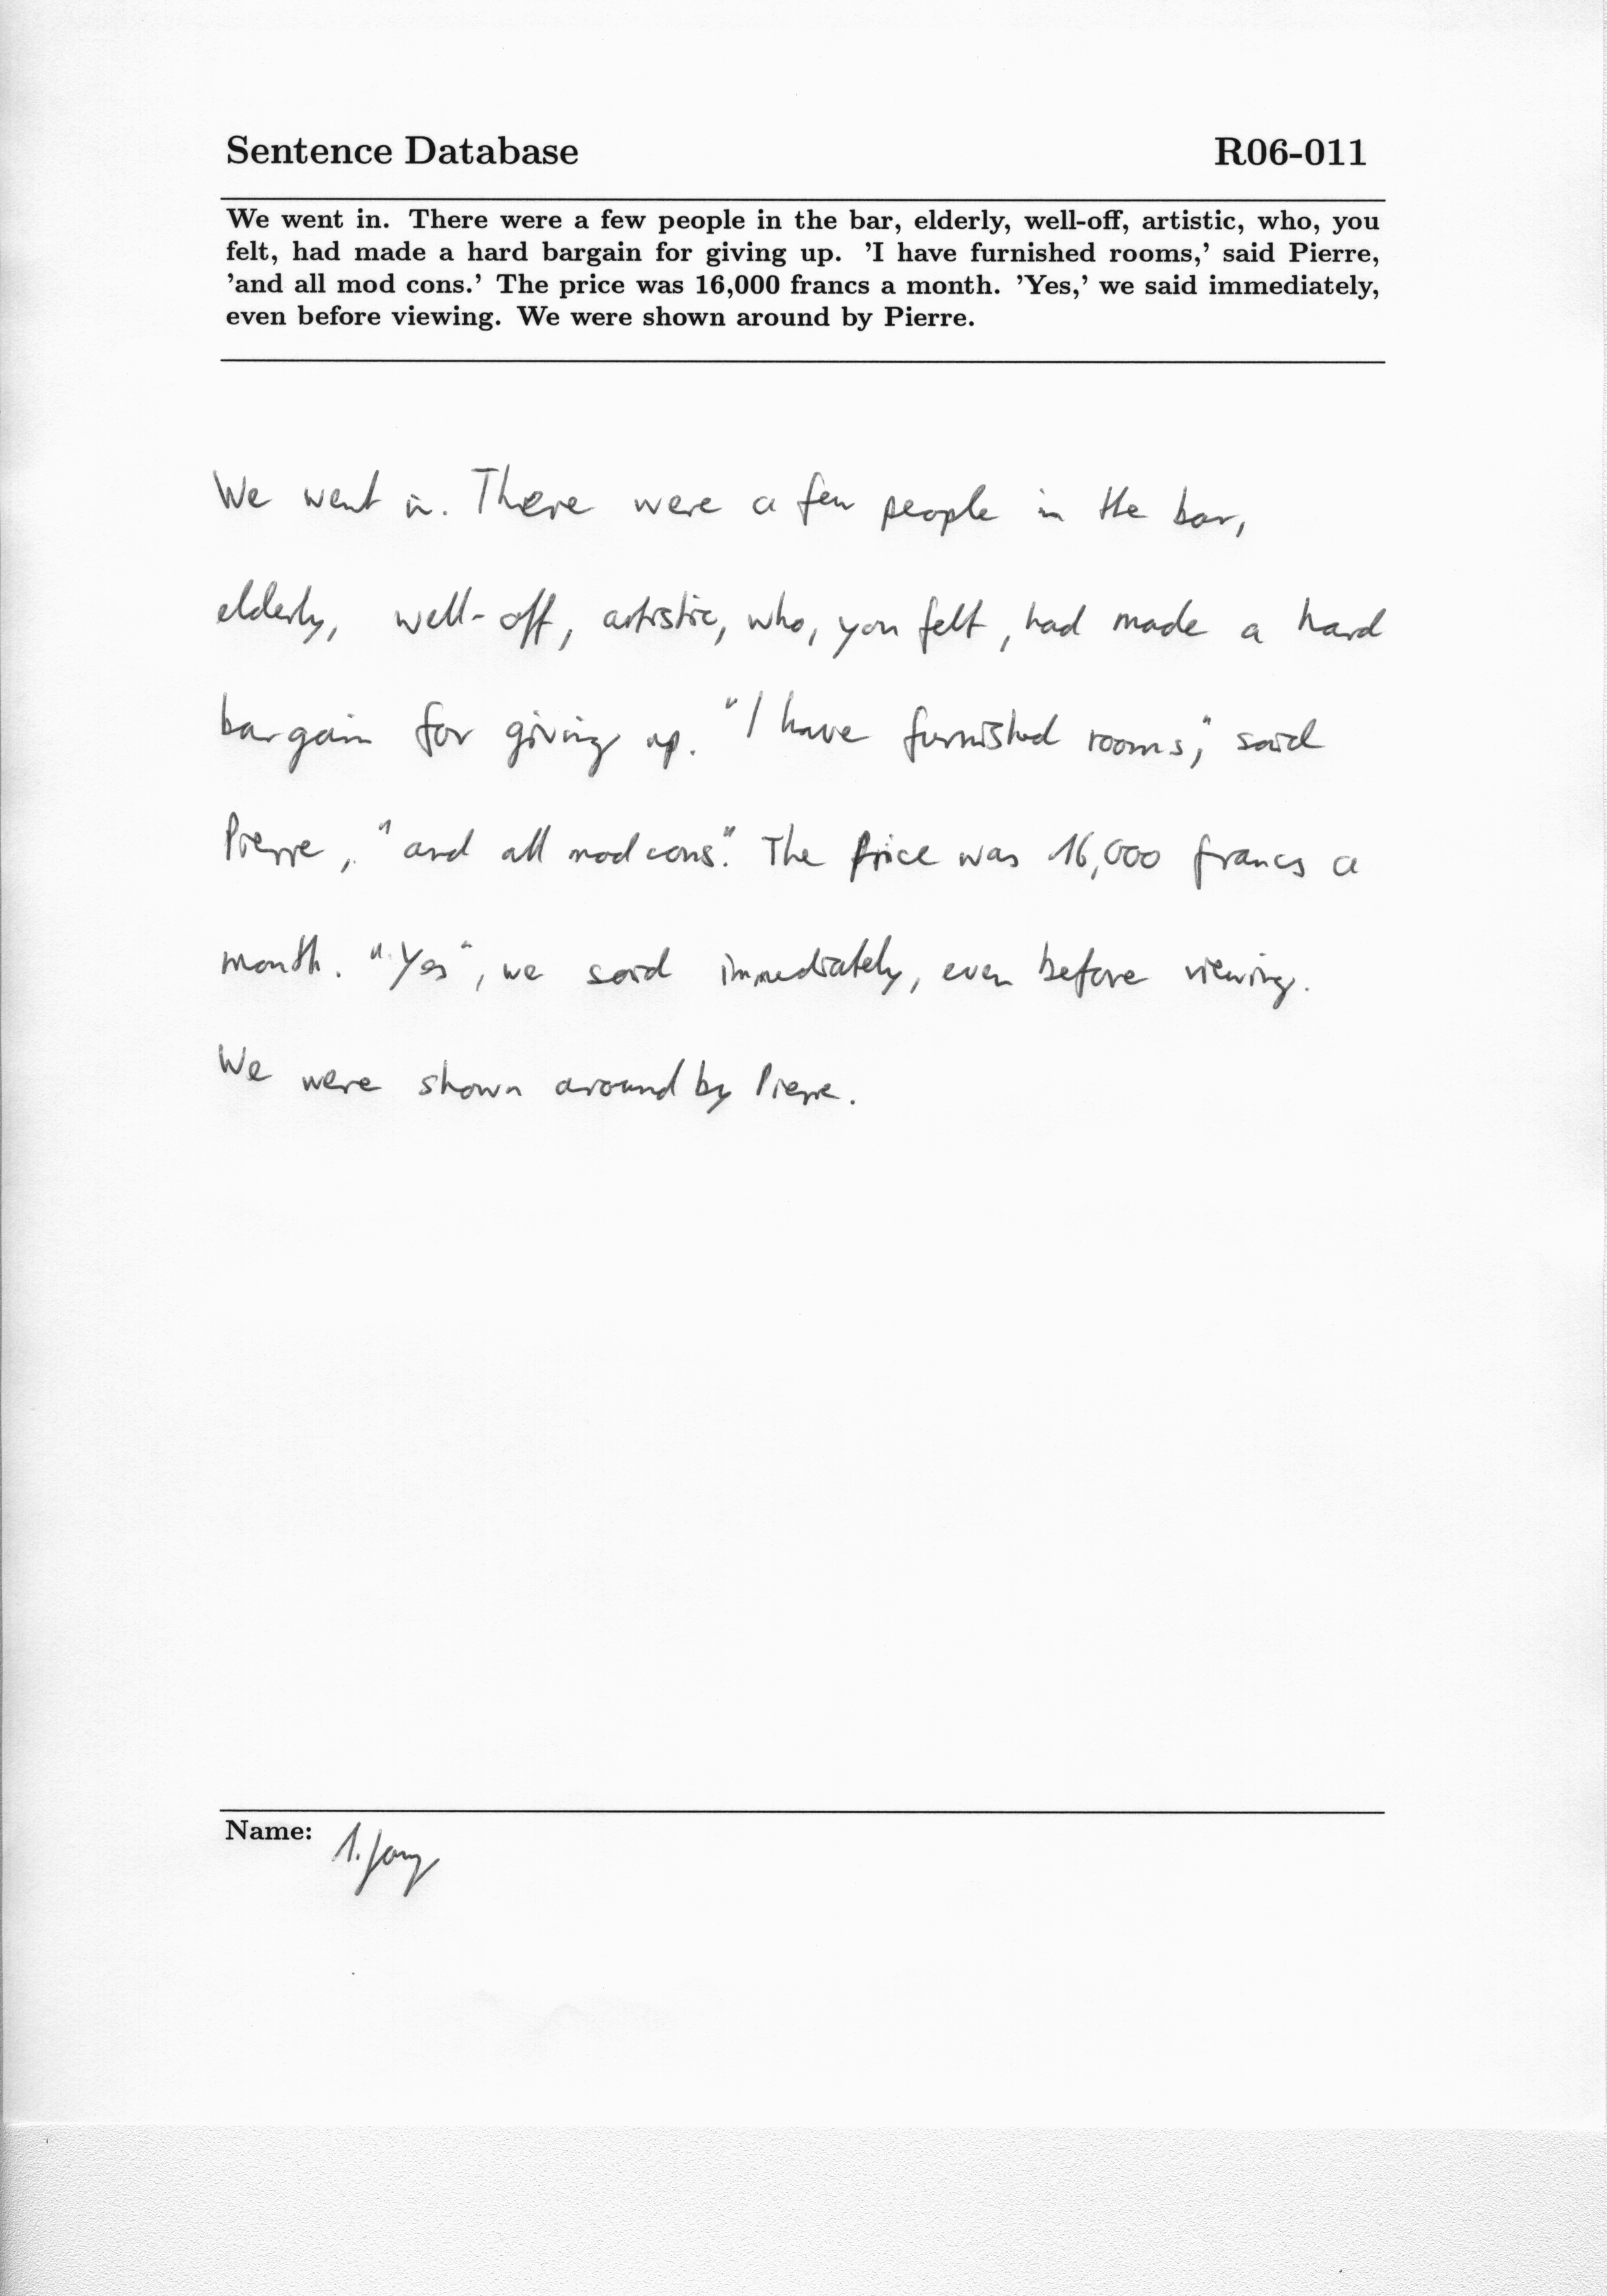 Sentence Database R06-011
We went in. There were a few people in the bar, elderly, well-off, artistic, who, you
felt, had made a hard bargain for giving up. 'I have furnished rooms,' said Pierre,
'and all mod cons.' The price was 16,000 francs a month. 'Yes,' we said immediately,
even before viewing. We were shown around by Pierre.
We went in. There were a few people in the bar,
elderly, well-off, artistic, who, you felt, had made a hard
bargain for giving up. "I have furnished rooms," said
Pierre, "and all mod cons." The price was 16,000 francs a
month. "Yes", we said immediately, even before viewing.
We were shown around by Pierre.
Name: